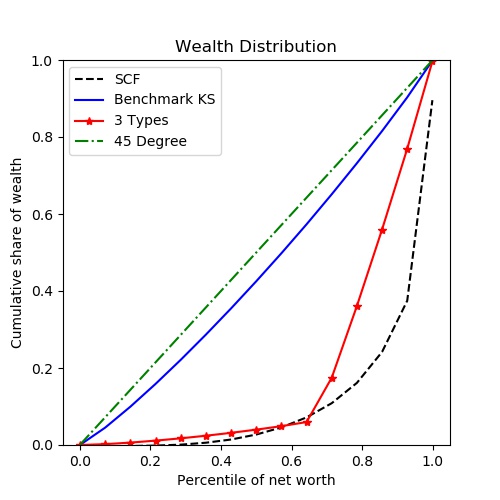 Wealth Distribution
SCF
Benchmark KS
3 Types
45 Degree
1.0
0.8
0.6
0.4
0.2
0.0
Cumulative share of wealth
0.0 0.2 0.4 0.6 0.8 1.0
Percentile of net worth